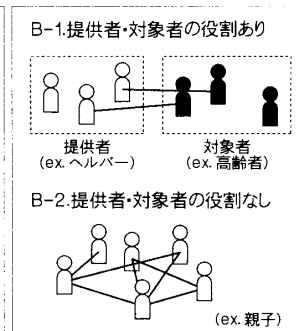 B-1.提供者・対象者の役割あり
提供者
(ex.ヘルパー)
対象者
(ex.高齢者)
B-2.提供者・対象者の役割なし
(ex.親子)